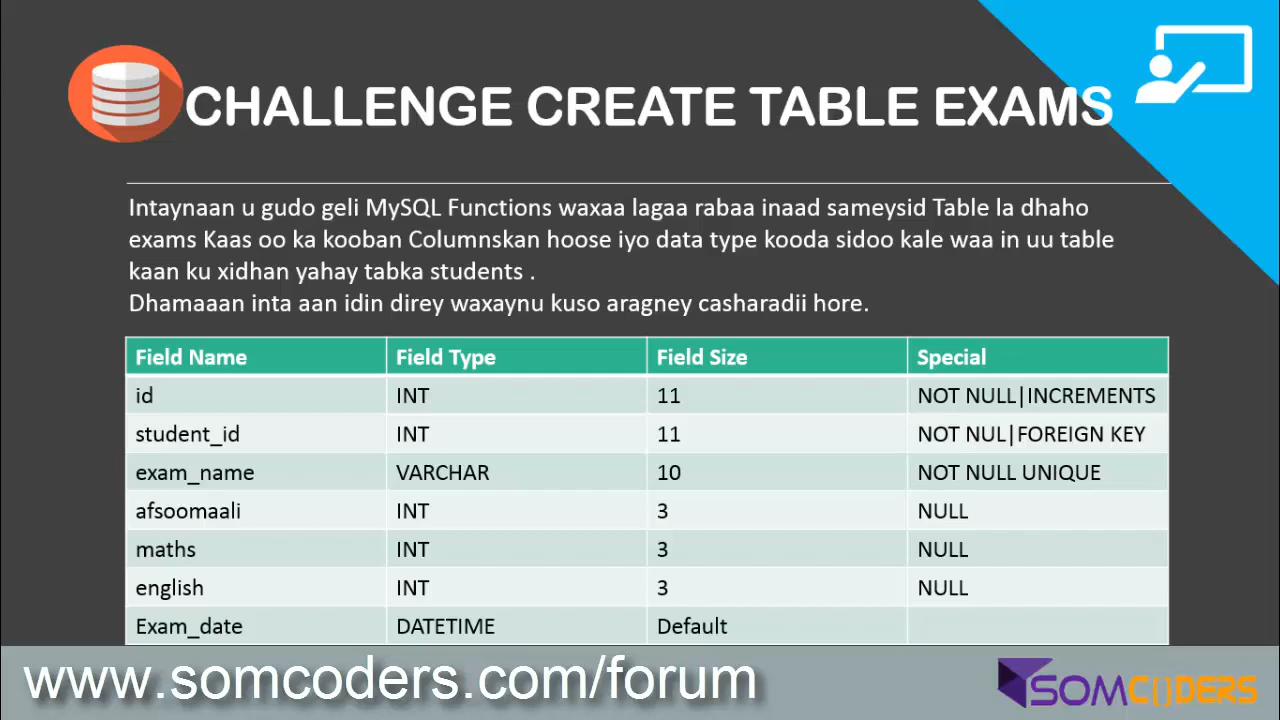 CHALLENGE CREATE TABLE EXAMS
Intaynaan u gudo geli MySQL Functions waxaa lagaa rabaa inaad sameysid Table la dhaho
exams Kaas oo ka kooban Columnskan hoose iyo data type kooda sidoo kale waa in uu table
kaan ku xidhan yahay tabka students .
Dhamaaan inta aan idin direy waxaynu kuso aragney casharadii hore.
Field Name Field Type Field Size Special
id INT 11 NOT NULL|INCREMENTS
student_id INT 11 NOT NUL|FOREIGN KEY
exam_name VARCHAR 10 NOT NULL UNIQUE
afsoomaali INT 3 NULL
maths INT 3 NULL
english INT 3 NULL
Exam_date DATETIME Default
www.somcoders.com/forum
SOMC()DERS